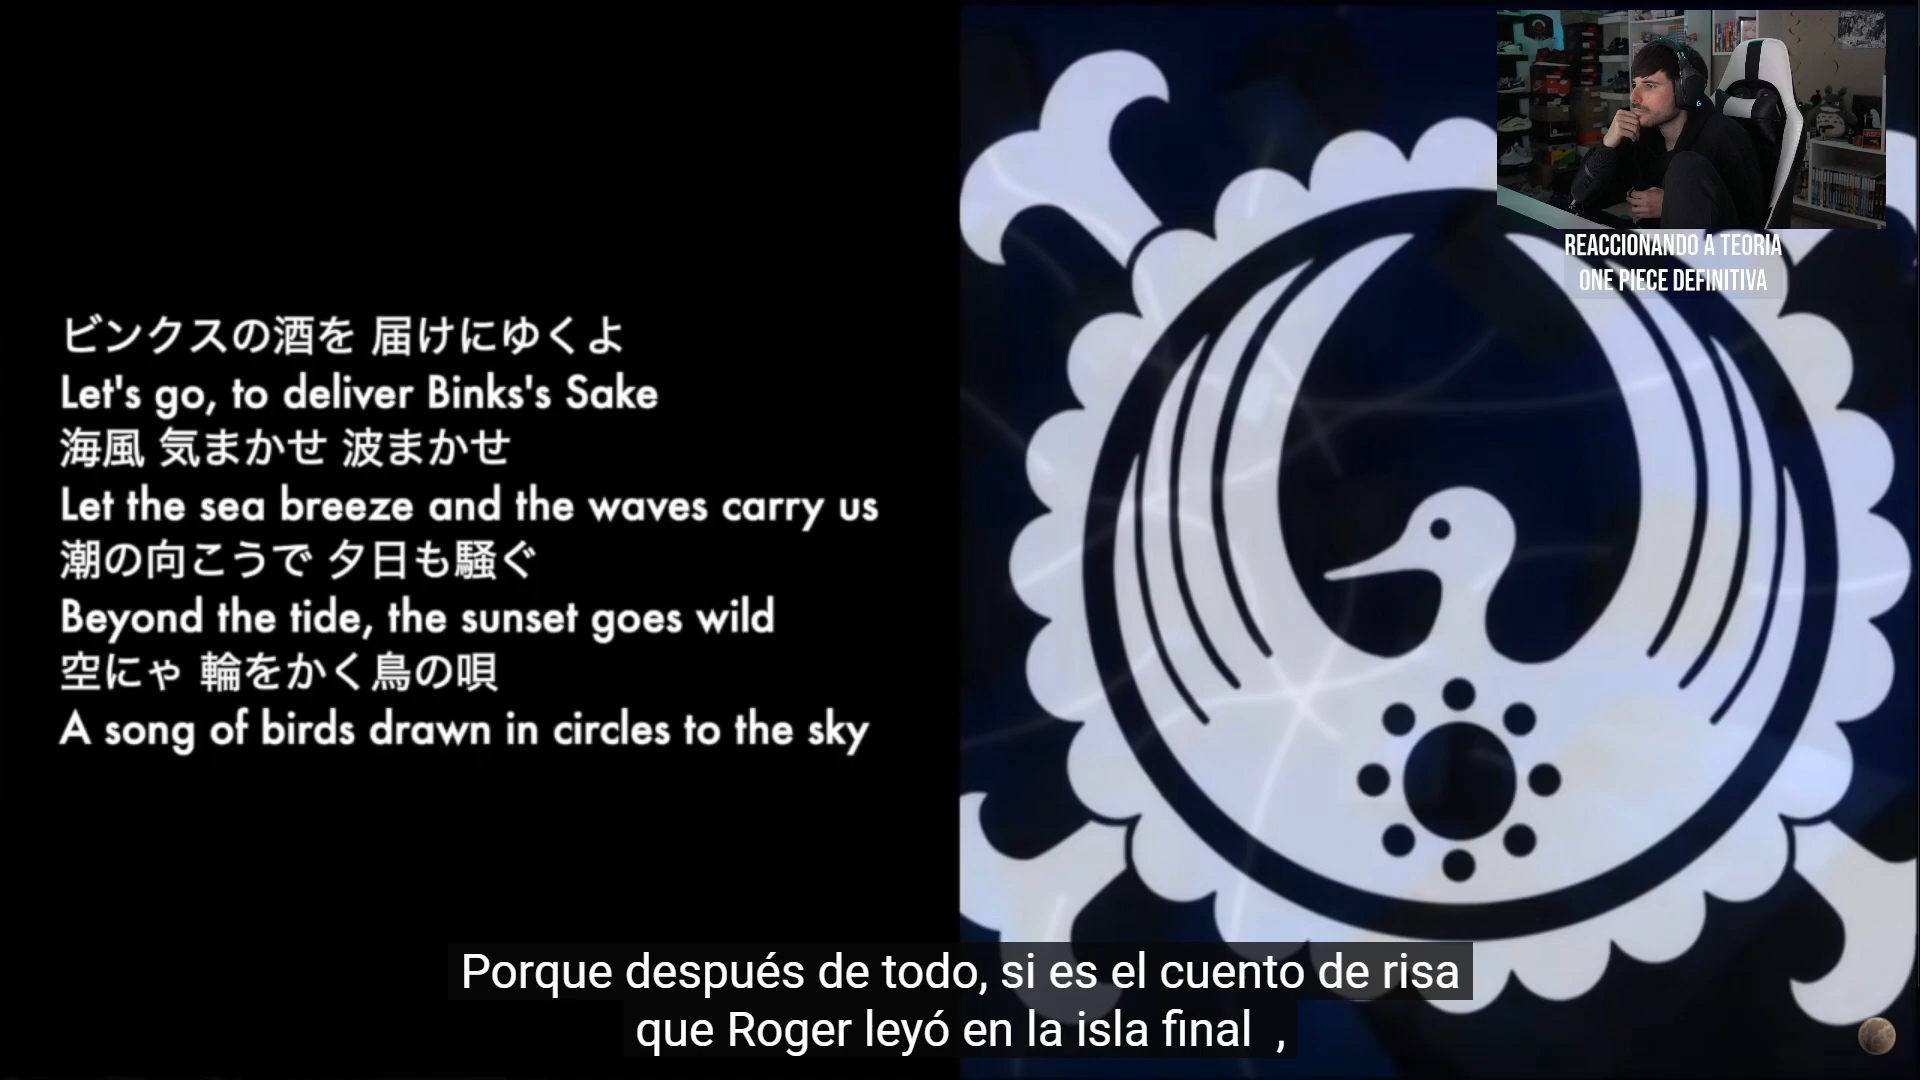 REACCIONANDO A TEORIA
ONE PIECE DEFINITIVA
ビンクスの酒を 届けにゆくよ
Let's go, to deliver Binks's Sake
海風 気まかせ 波まかせ
Let the sea breeze and the waves carry us
潮の向こうで 夕日も騒ぐ
Beyond the tide, the sunset goes wild
空にゃ 輪をかく鳥の唄
A song of birds drawn in circles to the sky
Porque después de todo, si es el cuento de risa
que Roger leyó en la isla final ,